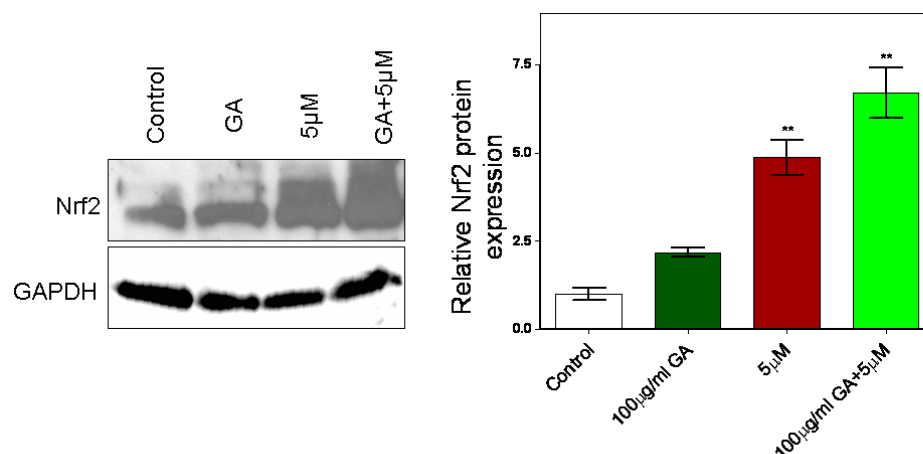 Control
GA
5µM
GA+5µM
Nrf2
GAPDH
Relative Nrf2 protein
expression
7.5
5.0
2.5
0.0
**
**
Control
100µg/ml GA
5µM
100µg/ml GA+5µM